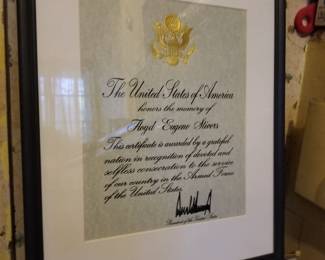 The United States of America
honors the memory of
Floyd Eugene Stivers
This certificate is awarded by a grateful
nation in recognition of devoted and
selfless consecration to the service
of our country in the Armed Forces
of the United States.
President of the United States